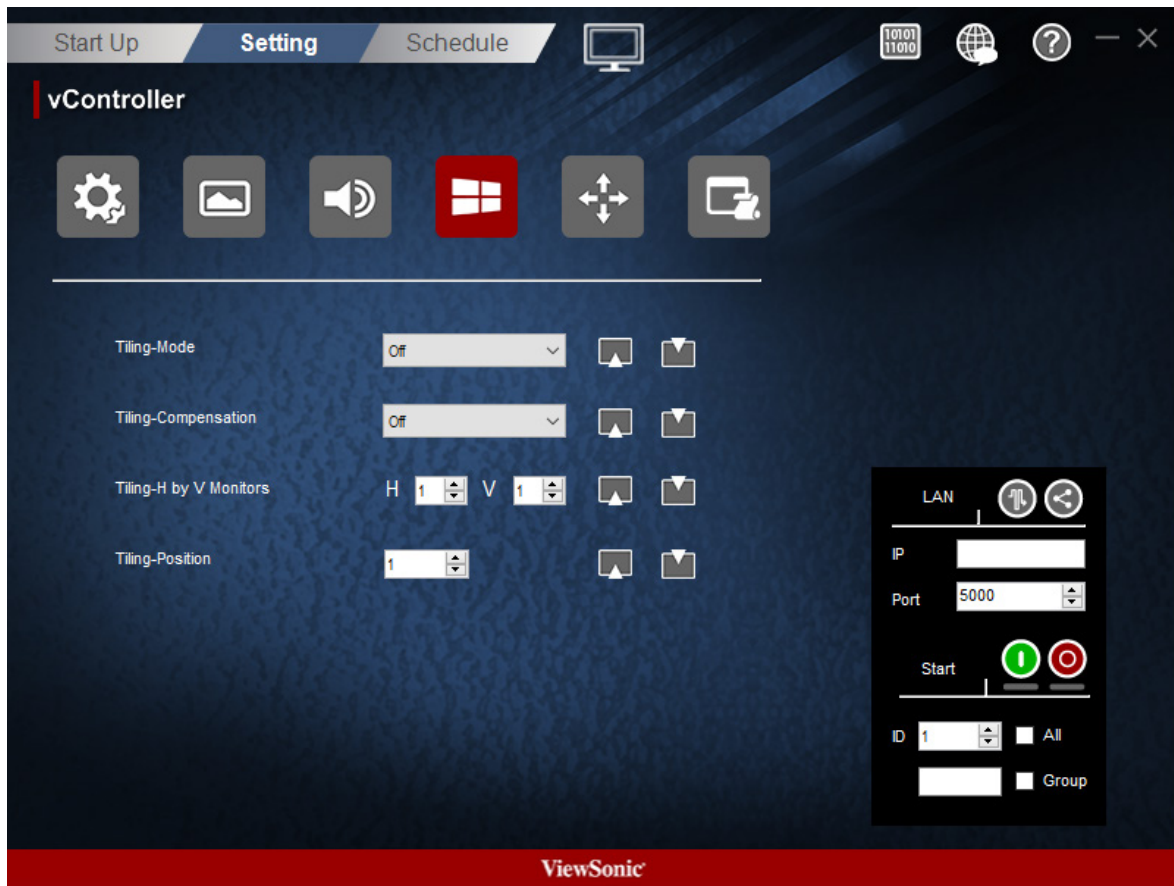 Start Up Setting Schedule
10101
11010
?
vController
Tiling-Mode Off
Tiling-Compensation Off
Tiling-H by V Monitors H 1 V 1
Tiling-Position 1
LAN
IP
Port 5000
Start
ID 1 All
Group
ViewSonic